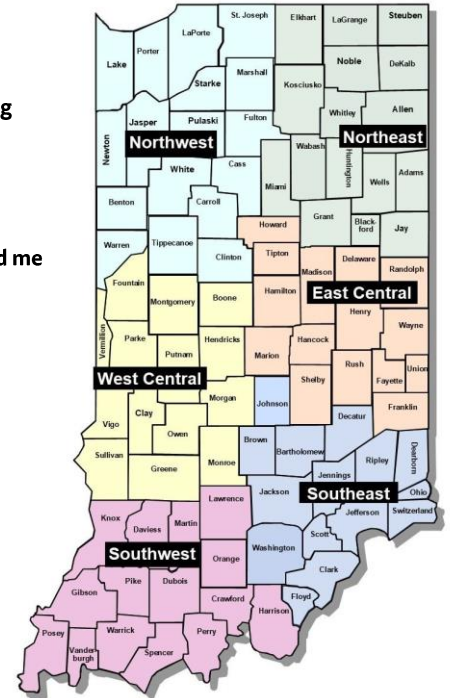 g
d me
St. Joseph
Elkhart
LaGrange
Steuben
LaPorte
Porter
Lake
Noble
DeKalb
Marshall
Starke
Kosciusko
Allen
Whitley
Fulton
Pulaski
Jasper
Newton
Northwest
Northeast
Wabash
Huntington
Cass
White
Miami
Wells
Adams
Benton
Carroll
Grant
Black-
ford
Jay
Howard
Warren
Tippecanoe
Clinton
Tipton
Madison
Delaware
Randolph
Fountain
Montgomery
Boone
Hamilton
East Central
Henry
Wayne
Vermillion
Parke
Putnam
Hendricks
Marion
Hancock
Rush
Union
Fayette
Shelby
West Central
Morgan
Johnson
Franklin
Decatur
Vigo
Clay
Owen
Brown
Bartholomew
Dearborn
Ripley
Sullivan
Greene
Monroe
Jennings
Jackson
Southeast
Ohio
Lawrence
Jefferson
Switzerland
Knox
Daviess
Martin
Scott
Washington
Southwest
Orange
Clark
Pike
Dubois
Gibson
Crawford
Harrison
Floyd
Posey
Vander-
burgh
Warrick
Perry
Spencer